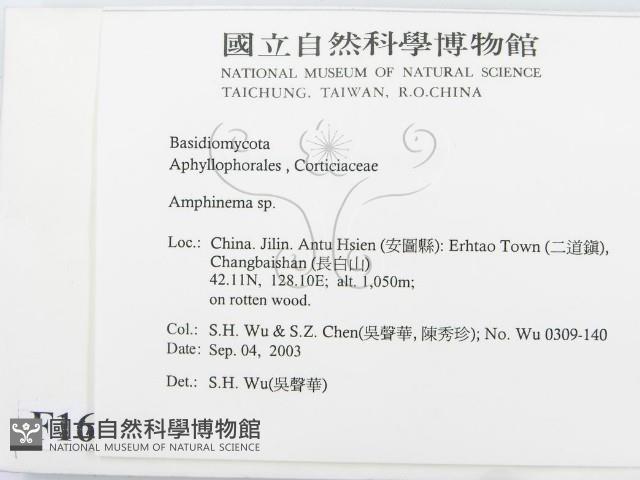 國立自然科學博物館
NATIONAL MUSEUM OF NATURAL SCIENCE
TAICHUNG, TAIWAN, R.O.CHINA
Basidiomycota
Aphyllophorales , Corticiaceae
Amphinema sp.
Loc.: China. Jilin. Antu Hsien (安圖縣): Erhtao Town (二道鎮),
Changbaishan (長白山)
42.11N, 128.10E; alt. 1,050m;
on rotten wood.
Col.: S.H. Wu & S.Z. Chen(吳聲華, 陳秀珍); No. Wu 0309-140
Date: Sep. 04, 2003
Det.: S.H. Wu(吳聲華)
F16
國立自然科學博物館
NATIONAL MUSEUM OF NATURAL SCIENCE